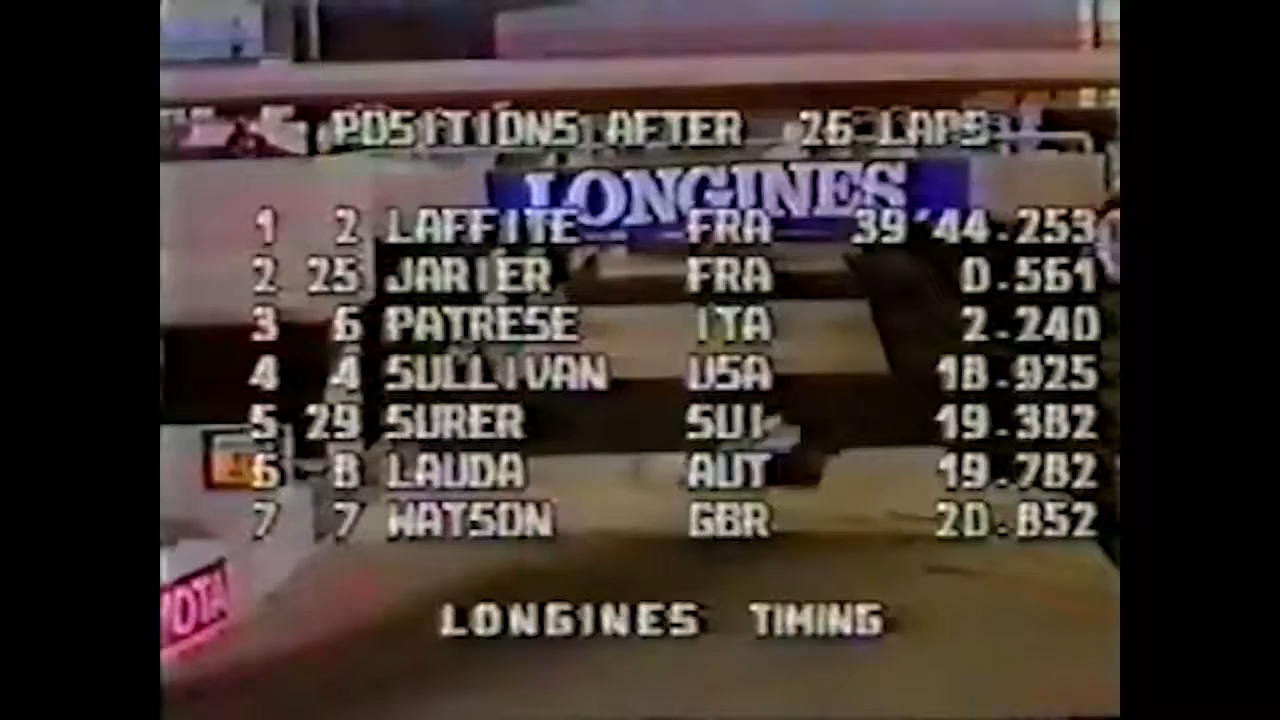 POSITIONS AFTER 26 LAPS
LONGINES
1 2 LAFFITE FRA 39'44.253
2 25 JARIER FRA 0.561
3 6 PATRESE ITA 2.240
4 4 SULLIVAN USA 18.925
5 29 SURER SUI 19.382
6 8 LAUDA AUT 19.782
7 7 WATSON GBR 20.852
YOTA
LONGINES TIMING